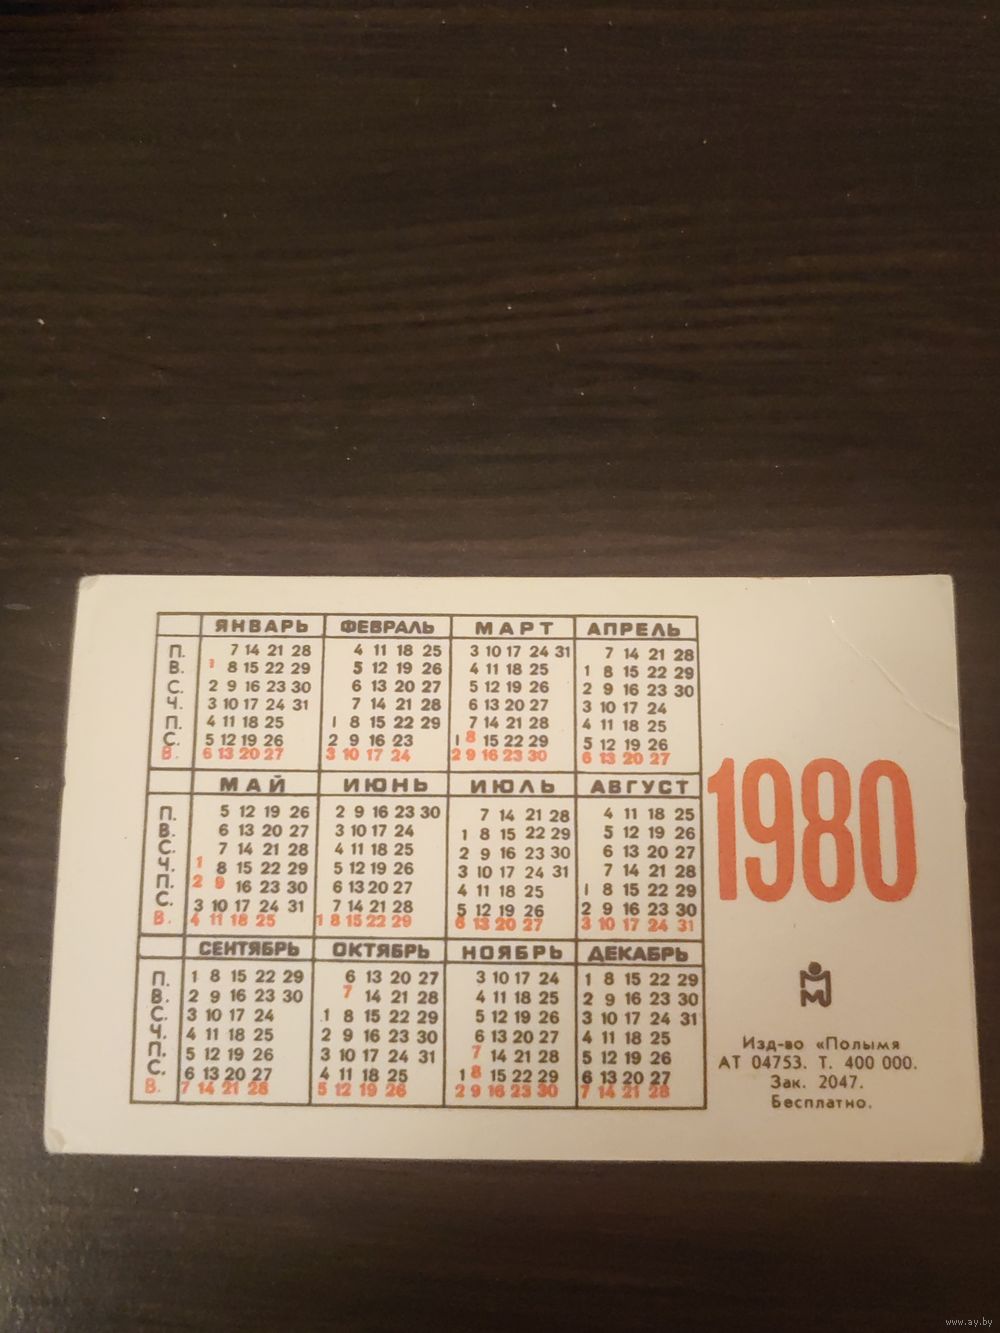 ЯНВАРЬ ФЕВРАЛЬ МАРТ АПРЕЛЬ
П. 7 14 21 28 4 11 18 25 3 10 17 24 31 7 14 21 28
В. 1 8 15 22 29 5 12 19 26 4 11 18 25 1 8 15 22 29
С. 2 9 16 23 30 6 13 20 27 5 12 19 26 2 9 16 23 30
Ч. 3 10 17 24 31 7 14 21 28 6 13 20 27 3 10 17 24
П. 4 11 18 25 1 8 15 22 29 7 14 21 28 4 11 18 25
С. 5 12 19 26 2 9 16 23 1 8 15 22 29 5 12 19 26
В. 6 13 20 27 3 10 17 24 2 9 16 23 30 6 13 20 27
МАЙ ИЮНЬ ИЮЛЬ АВГУСТ
П. 5 12 19 26 2 9 16 23 30 7 14 21 28 4 11 18 25
В. 6 13 20 27 3 10 17 24 1 8 15 22 29 5 12 19 26
С. 7 14 21 28 4 11 18 25 2 9 16 23 30 6 13 20 27
Ч. 1 8 15 22 29 5 12 19 26 3 10 17 24 31 7 14 21 28
П. 2 9 16 23 30 6 13 20 27 4 11 18 25 1 8 15 22 29
С. 3 10 17 24 31 7 14 21 28 5 12 19 26 2 9 16 23 30
В. 4 11 18 25 1 8 15 22 29 6 13 20 27 3 10 17 24 31
СЕНТЯБРЬ ОКТЯБРЬ НОЯБРЬ ДЕКАБРЬ
П. 1 8 15 22 29 6 13 20 27 3 10 17 24 1 8 15 22 29
В. 2 9 16 23 30 7 14 21 28 4 11 18 25 2 9 16 23 30
С. 3 10 17 24 1 8 15 22 29 5 12 19 26 3 10 17 24 31
Ч. 4 11 18 25 2 9 16 23 30 6 13 20 27 4 11 18 25
П. 5 12 19 26 3 10 17 24 31 7 14 21 28 5 12 19 26
С. 6 13 20 27 4 11 18 25 1 8 15 22 29 6 13 20 27
В. 7 14 21 28 5 12 19 26 2 9 16 23 30 7 14 21 28
1980
Изд-во «Полымя
АТ 04753. Т. 400 000.
Зак. 2047.
Бесплатно.
www.ay.by